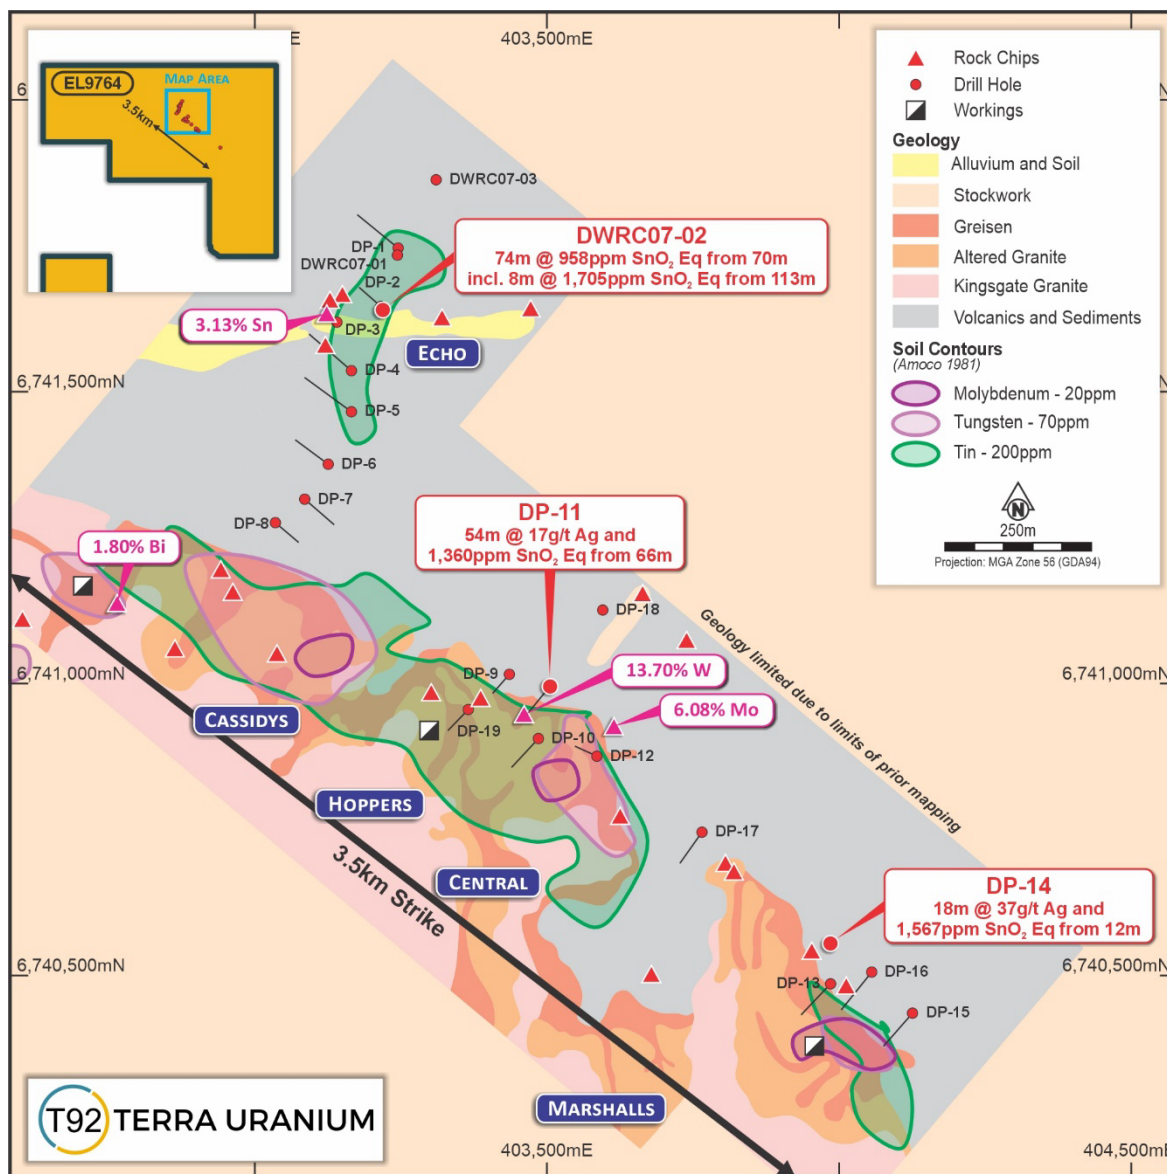 403,500mE
E
EL9764
MAP AREA
3.5km
Rock Chips
Drill Hole
Workings
Geology
Alluvium and Soil
Stockwork
Greisen
Altered Granite
Kingsgate Granite
Volcanics and Sediments
Soil Contours
(Amoco 1981)
Molybdenum - 20ppm
Tungsten - 70ppm
Tin - 200ppm
N
250m
Projection: MGA Zone 56 (GDA94)
DWRC07-03
DP-1
DWRC07-01
DP-2
DWRC07-02
74m @ 958ppm SnO₂ Eq from 70m
incl. 8m @ 1,705ppm SnO₂ Eq from 113m
3.13% Sn
DP-3
ECHO
DP-4
6,741,500mN
DP-5
DP-6
DP-7
DP-8
DP-11
54m @ 17g/t Ag and
1,360ppm SnO₂ Eq from 66m
1.80% Bi
DP-18
Geology limited due to limits of prior mapping
DP-9
13.70% W
6,741,000mN
6,741,000mN
6.08% Mo
CASSIDYS
DP-19
DP-10
DP-12
HOPPERS
DP-17
3.5km Strike
CENTRAL
DP-14
18m @ 37g/t Ag and
1,567ppm SnO₂ Eq from 12m
6,740,500mN
6,740,500mN
DP-16
DP-13
DP-15
T92 TERRA URANIUM
MARSHALLS
403,500mE
404,500mE